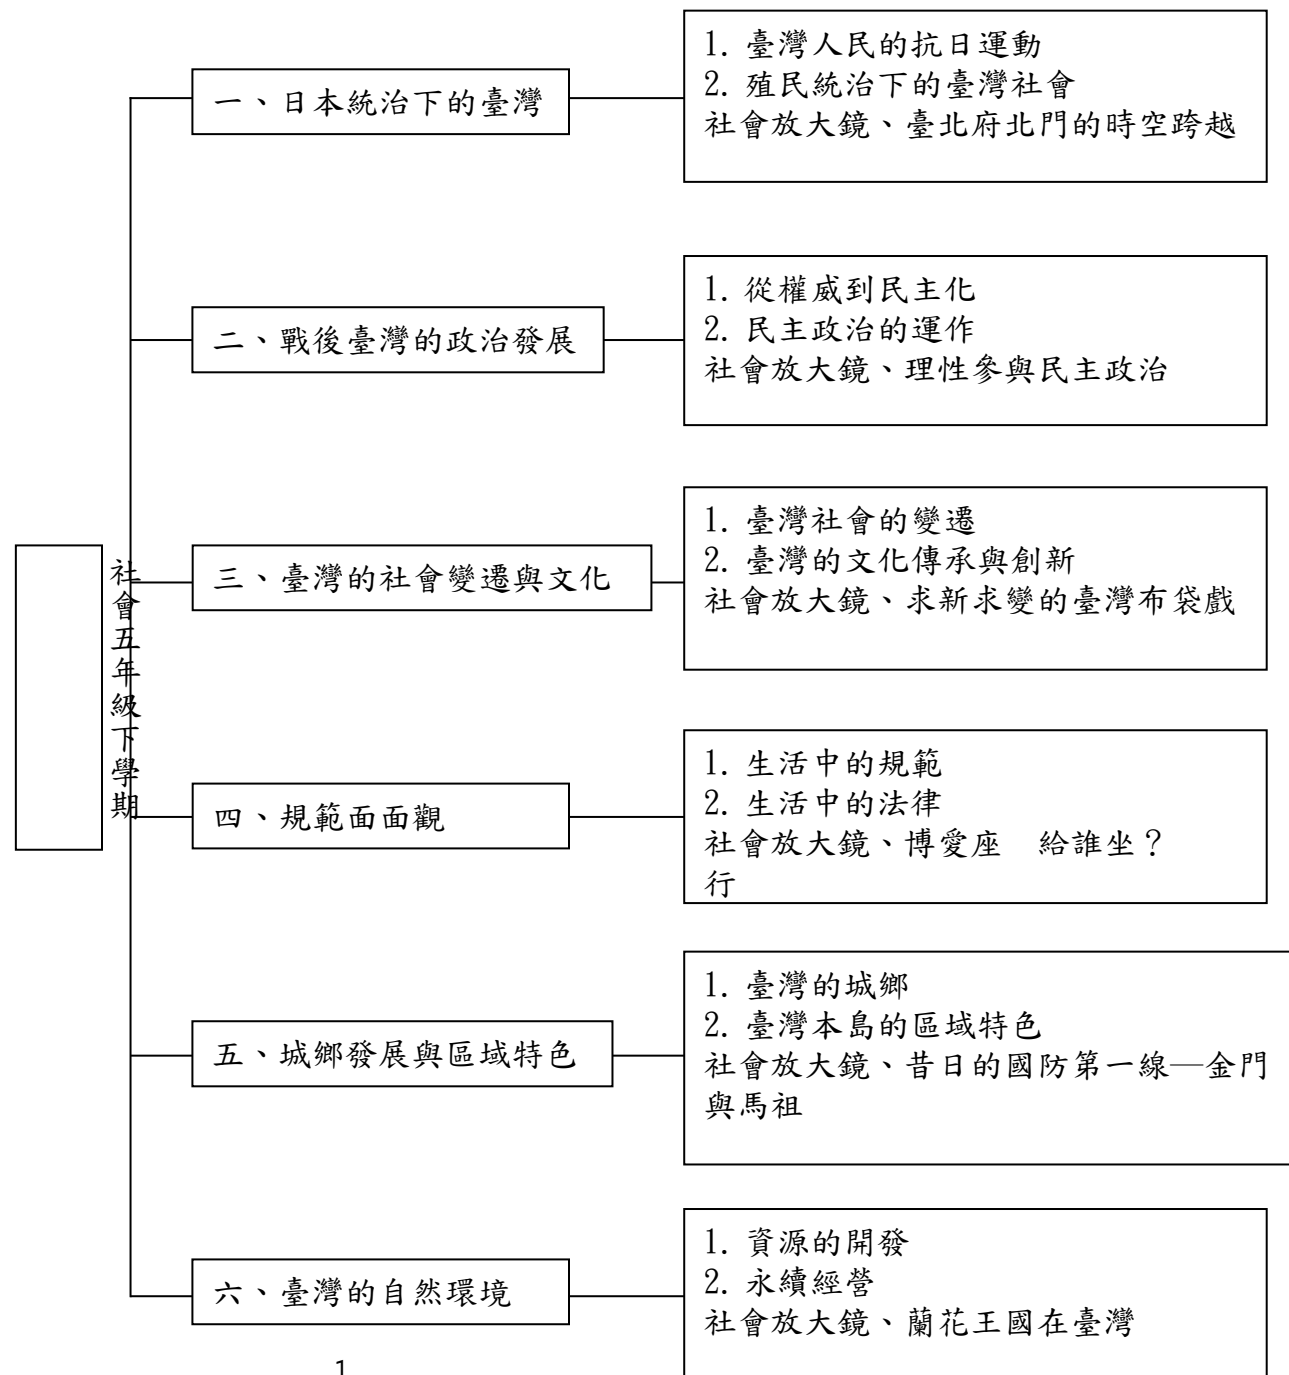 社會五年級下學期
一、日本統治下的臺灣
1. 臺灣人民的抗日運動
2. 殖民統治下的臺灣社會
社會放大鏡、臺北府北門的時空跨越
二、戰後臺灣的政治發展
1. 從權威到民主化
2. 民主政治的運作
社會放大鏡、理性參與民主政治
三、臺灣的社會變遷與文化
1. 臺灣社會的變遷
2. 臺灣的文化傳承與創新
社會放大鏡、求新求變的臺灣布袋戲
四、規範面面觀
1. 生活中的規範
2. 生活中的法律
社會放大鏡、博愛座　給誰坐？
行
五、城鄉發展與區域特色
1. 臺灣的城鄉
2. 臺灣本島的區域特色
社會放大鏡、昔日的國防第一線—金門
與馬祖
六、臺灣的自然環境
1. 資源的開發
2. 永續經營
社會放大鏡、蘭花王國在臺灣
1